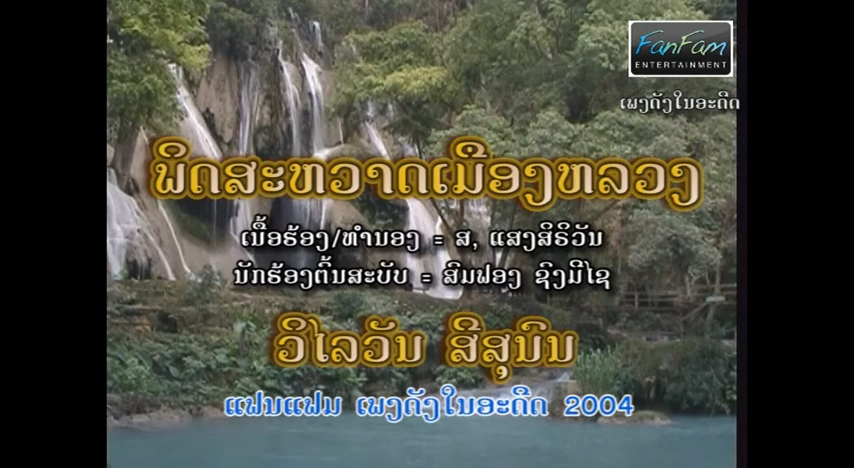 FanFam
ENTERTAINMENT
ເພງດັງໃນອະດີດ
ພິດສະຫວາດເມືອງຫລວງ
ເນື້ອຮ້ອງ/ທຳນອງ = ສ, ແສງສິຣິວັນ
ນັກຮ້ອງຕົ້ນສະບັບ = ສົມຟອງ ຊົງມີໄຊ
ວິໄລວັນ ສີສຸນົນ
ແຟນແຟມ ເພງດັງໃນອະດີດ 2004